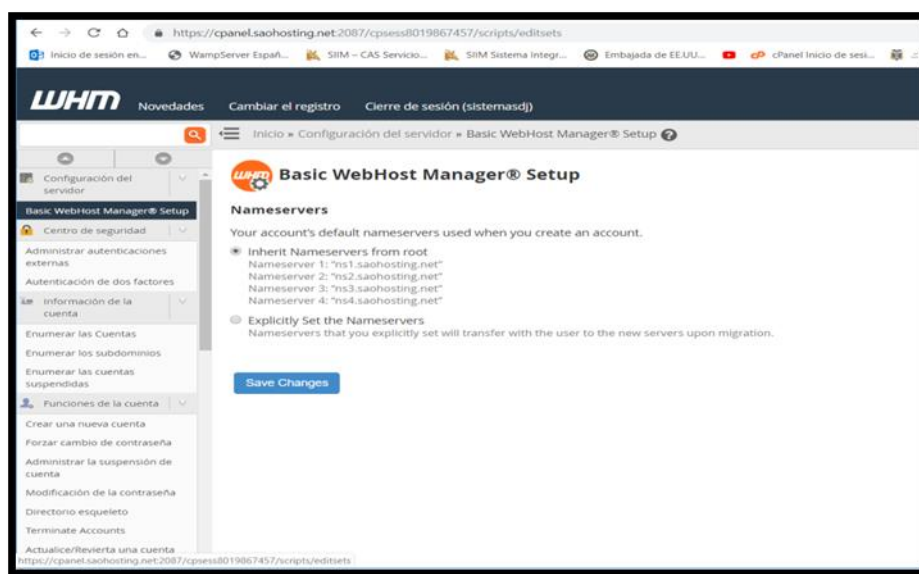 https://cpanel.saohosting.net:2087/cpsess8019867457/scripts/editsets
Inicio de sesión en... WampServer Españ... SIIM – CAS Servicio... SIIM Sistema Integr... Embajada de EE.UU... cPanel Inicio de sesi...
WHM Novedades Cambiar el registro Cierre de sesión (sistemasdj)
Inicio » Configuración del servidor » Basic WebHost Manager® Setup
Configuración del
servidor
Basic WebHost Manager® Setup
Centro de seguridad
Administrar autenticaciones
externas
Autenticación de dos factores
Información de la
cuenta
Enumerar las Cuentas
Enumerar los subdominios
Enumerar las cuentas
suspendidas
Funciones de la cuenta
Crear una nueva cuenta
Forzar cambio de contraseña
Administrar la suspensión de
cuenta
Modificación de la contraseña
Directorio esqueleto
Terminate Accounts
Actualice/Revierta una cuenta
https://cpanel.saohosting.net:2087/cpsess8019867457/scripts/editsets
WHM
Basic WebHost Manager® Setup
Nameservers
Your account's default nameservers used when you create an account.
Inherit Nameservers from root
Nameserver 1: "ns1.saohosting.net"
Nameserver 2: "ns2.saohosting.net"
Nameserver 3: "ns3.saohosting.net"
Nameserver 4: "ns4.saohosting.net"
Explicitly Set the Nameservers
Nameservers that you explicitly set will transfer with the user to the new servers upon migration.
Save Changes